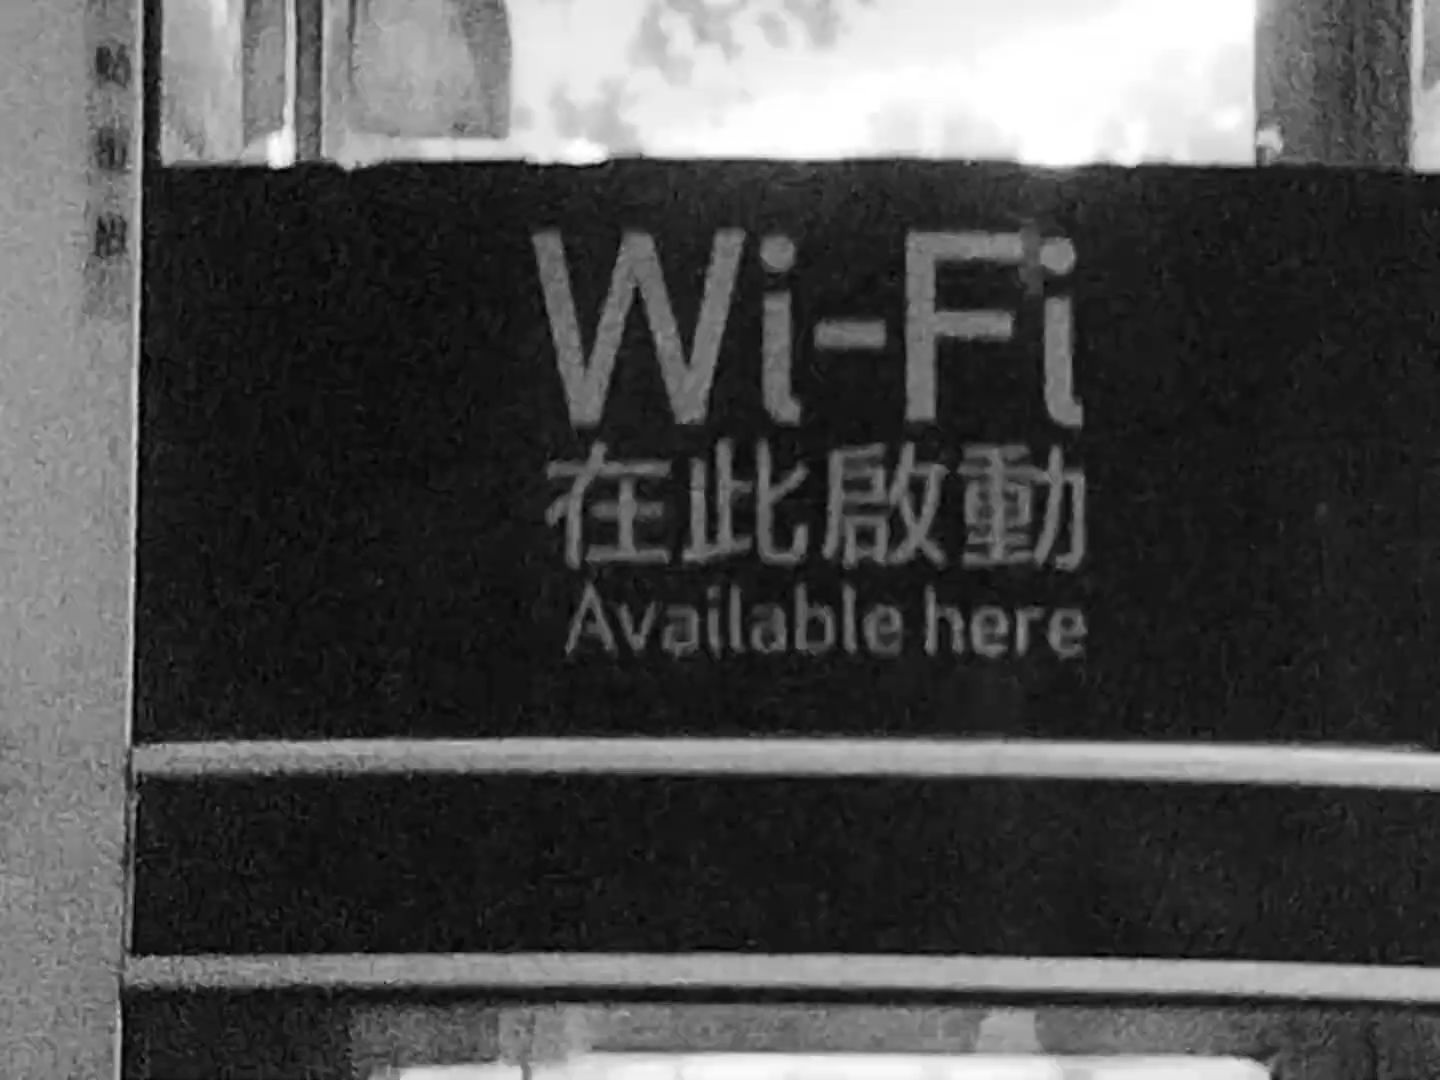 Wi-Fi
在此啟動
Available here